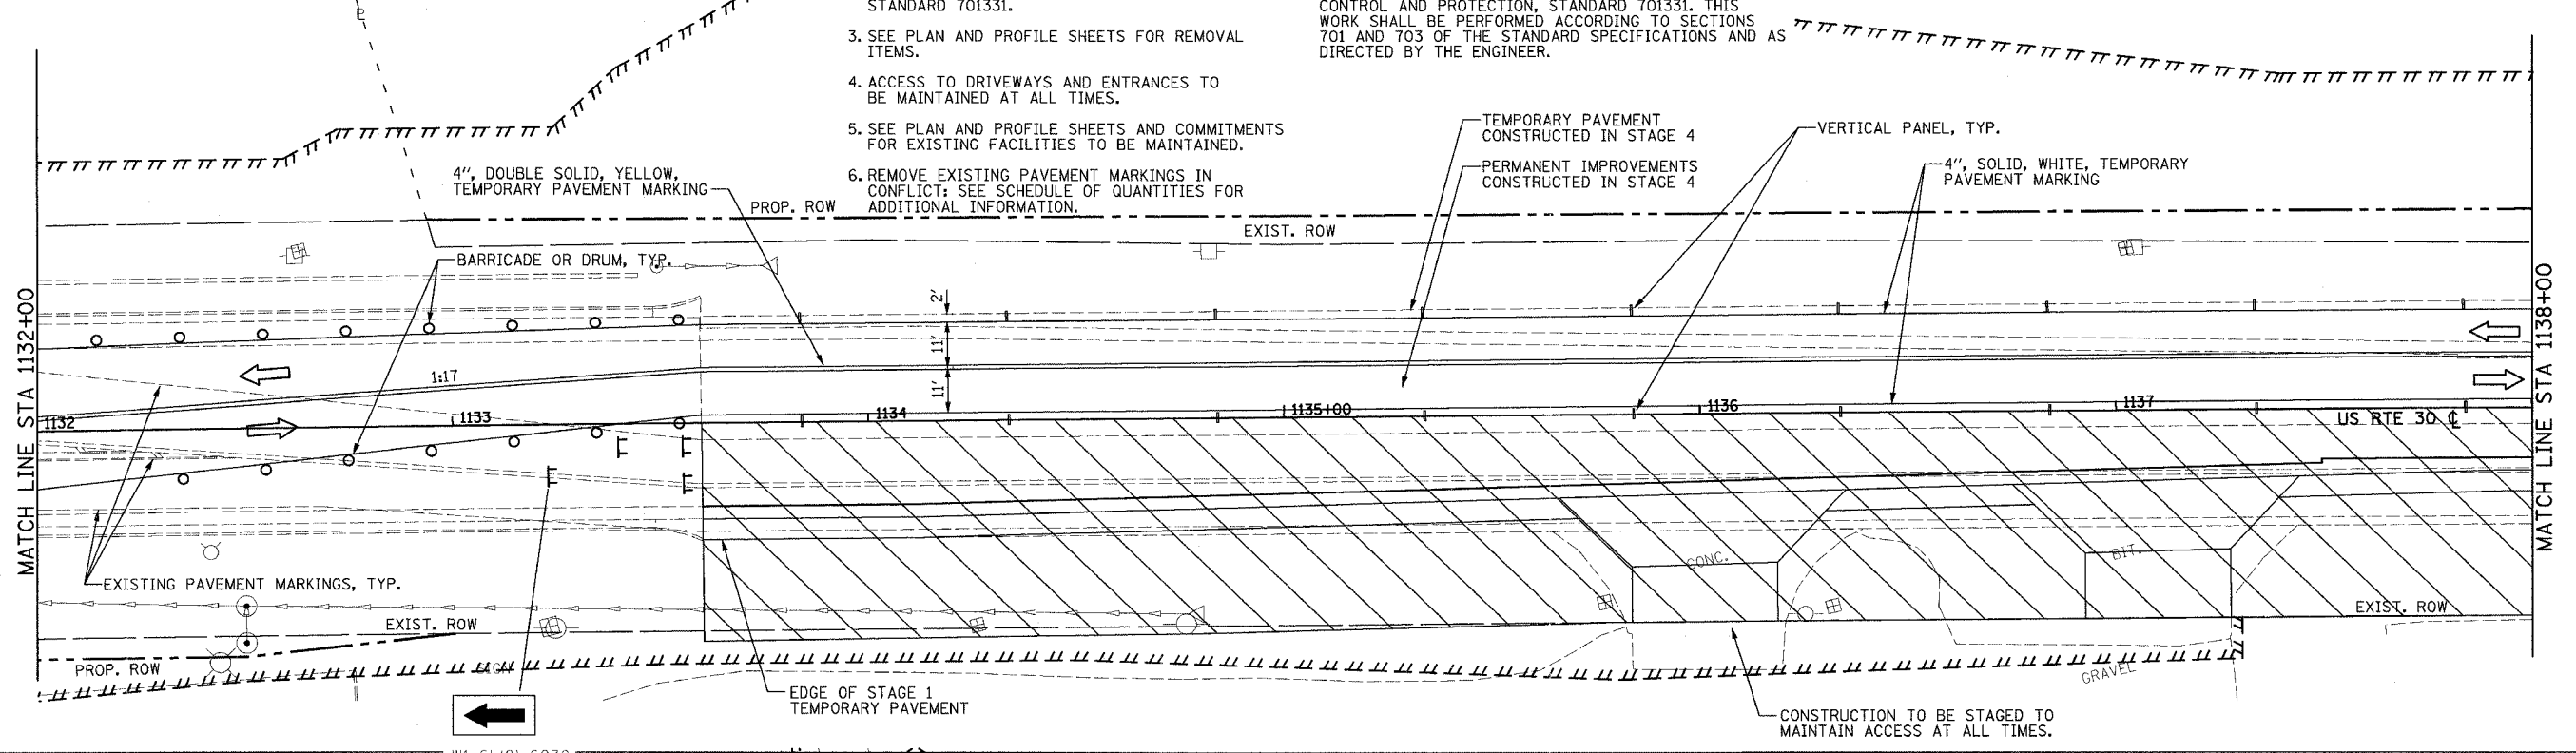 STANDARD 701331.
3. SEE PLAN AND PROFILE SHEETS FOR REMOVAL
ITEMS.
4. ACCESS TO DRIVEWAYS AND ENTRANCES TO
BE MAINTAINED AT ALL TIMES.
5. SEE PLAN AND PROFILE SHEETS AND COMMITMENTS
FOR EXISTING FACILITIES TO BE MAINTAINED.
6. REMOVE EXISTING PAVEMENT MARKINGS IN
CONFLICT: SEE SCHEDULE OF QUANTITIES FOR
ADDITIONAL INFORMATION.
CONTROL AND PROTECTION, STANDARD 701331. THIS
WORK SHALL BE PERFORMED ACCORDING TO SECTIONS
701 AND 703 OF THE STANDARD SPECIFICATIONS AND AS
DIRECTED BY THE ENGINEER.
4", DOUBLE SOLID, YELLOW,
TEMPORARY PAVEMENT MARKING
TEMPORARY PAVEMENT
CONSTRUCTED IN STAGE 4
PERMANENT IMPROVEMENTS
CONSTRUCTED IN STAGE 4
VERTICAL PANEL, TYP.
4", SOLID, WHITE, TEMPORARY
PAVEMENT MARKING
PROP. ROW
EXIST. ROW
BARRICADE OR DRUM, TYP.
MATCH LINE STA 1132+00
MATCH LINE STA 1138+00
2'
11'
11'
1:17
1132
1133
1134
1135+00
1136
1137
US RTE 30 ℄
EXISTING PAVEMENT MARKINGS, TYP.
CONC.
BIT.
EXIST. ROW
EXIST. ROW
PROP. ROW
SIGN
GRAVEL
EDGE OF STAGE 1
TEMPORARY PAVEMENT
CONSTRUCTION TO BE STAGED TO
MAINTAIN ACCESS AT ALL TIMES.